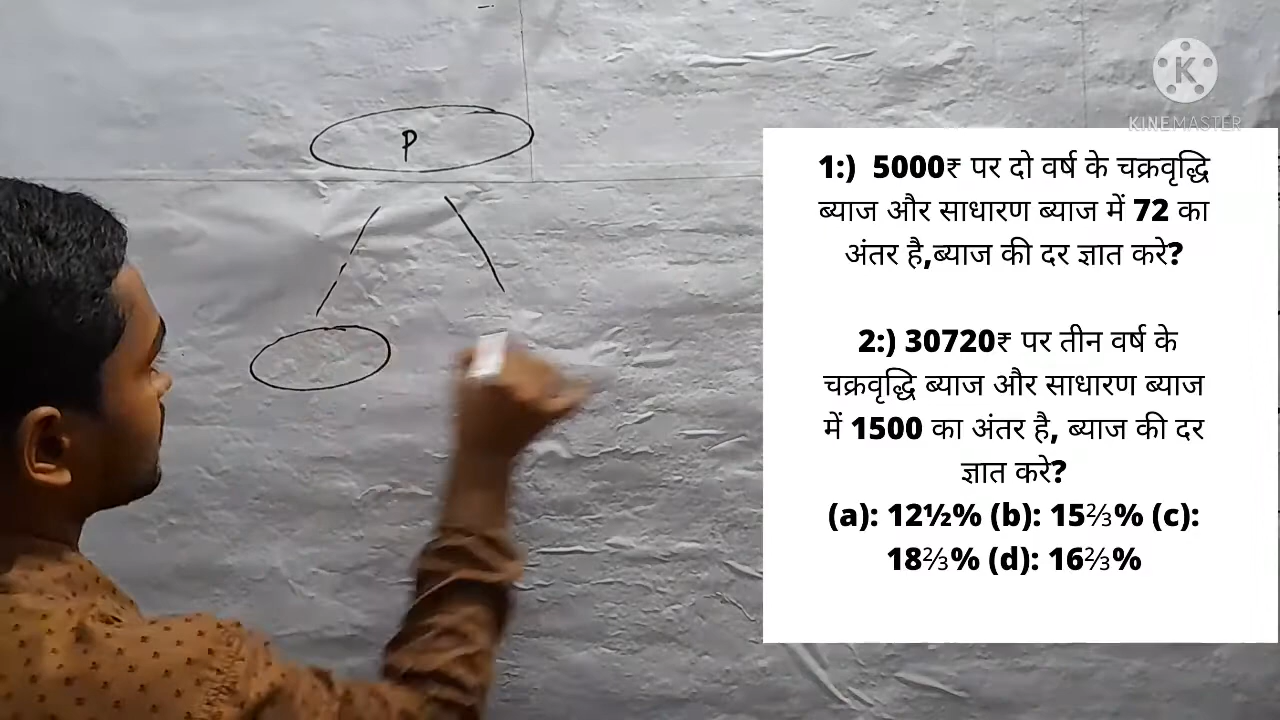 K
KINEMASTER
P
1:) 5000₹ पर दो वर्ष के चक्रवृद्धि
ब्याज और साधारण ब्याज में 72 का
अंतर है,ब्याज की दर ज्ञात करे?
2:) 30720₹ पर तीन वर्ष के
चक्रवृद्धि ब्याज और साधारण ब्याज
में 1500 का अंतर है, ब्याज की दर
ज्ञात करे?
(a): 12½% (b): 15⅔% (c):
18⅔% (d): 16⅔%